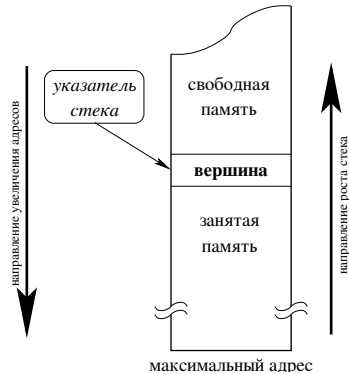 указатель
стека
свободная
память
вершина
занятая
память
направление увеличения адресов
направление роста стека
максимальный адрес